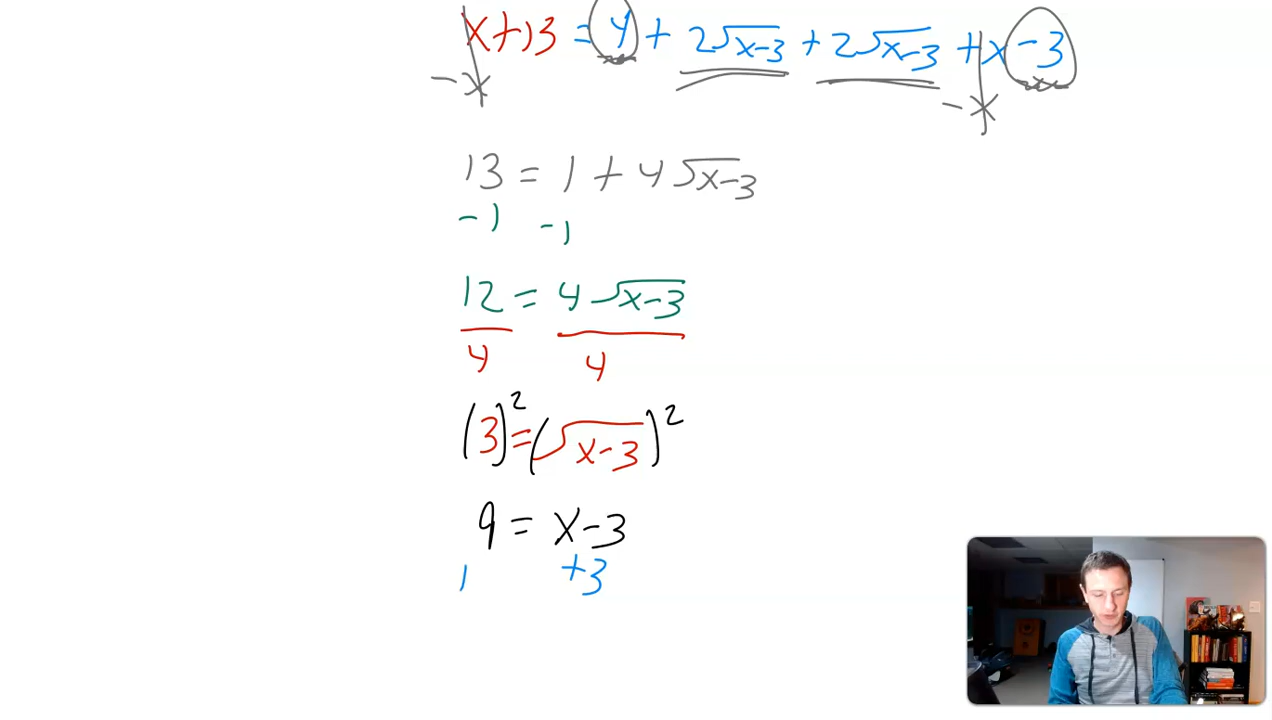 x+13 = 4 + 2√x-3 + 2√x-3 + x -3
-x -x
13 = 1 + 4√x-3
-1 -1
12 = 4√x-3
4 4
(3)² = (√x-3)²
9 = x-3
+3